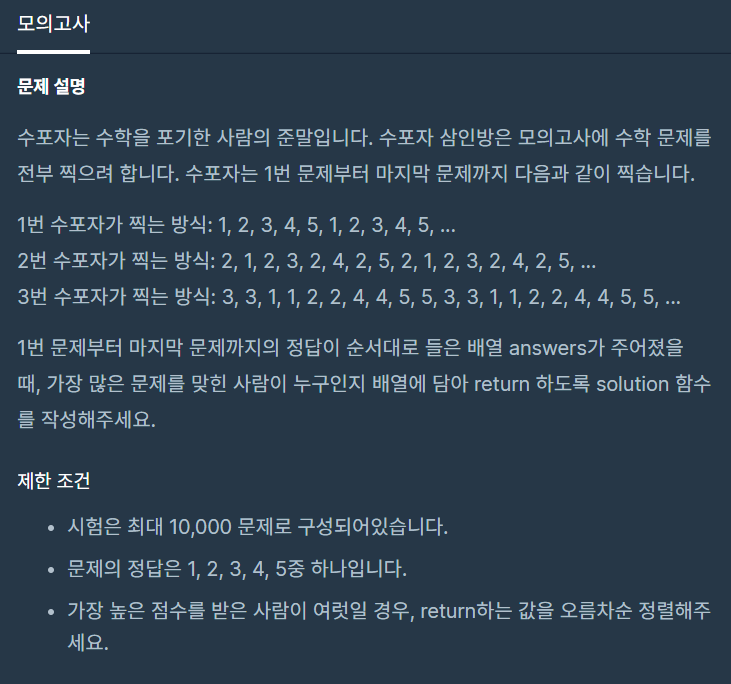 모의고사
문제 설명
수포자는 수학을 포기한 사람의 준말입니다. 수포자 삼인방은 모의고사에 수학 문제를
전부 찍으려 합니다. 수포자는 1번 문제부터 마지막 문제까지 다음과 같이 찍습니다.
1번 수포자가 찍는 방식: 1, 2, 3, 4, 5, 1, 2, 3, 4, 5, ...
2번 수포자가 찍는 방식: 2, 1, 2, 3, 2, 4, 2, 5, 2, 1, 2, 3, 2, 4, 2, 5, ...
3번 수포자가 찍는 방식: 3, 3, 1, 1, 2, 2, 4, 4, 5, 5, 3, 3, 1, 1, 2, 2, 4, 4, 5, 5, ...
1번 문제부터 마지막 문제까지의 정답이 순서대로 들은 배열 answers가 주어졌을
때, 가장 많은 문제를 맞힌 사람이 누구인지 배열에 담아 return 하도록 solution 함수
를 작성해주세요.
제한 조건
• 시험은 최대 10,000 문제로 구성되어있습니다.
• 문제의 정답은 1, 2, 3, 4, 5중 하나입니다.
• 가장 높은 점수를 받은 사람이 여럿일 경우, return하는 값을 오름차순 정렬해주
세요.